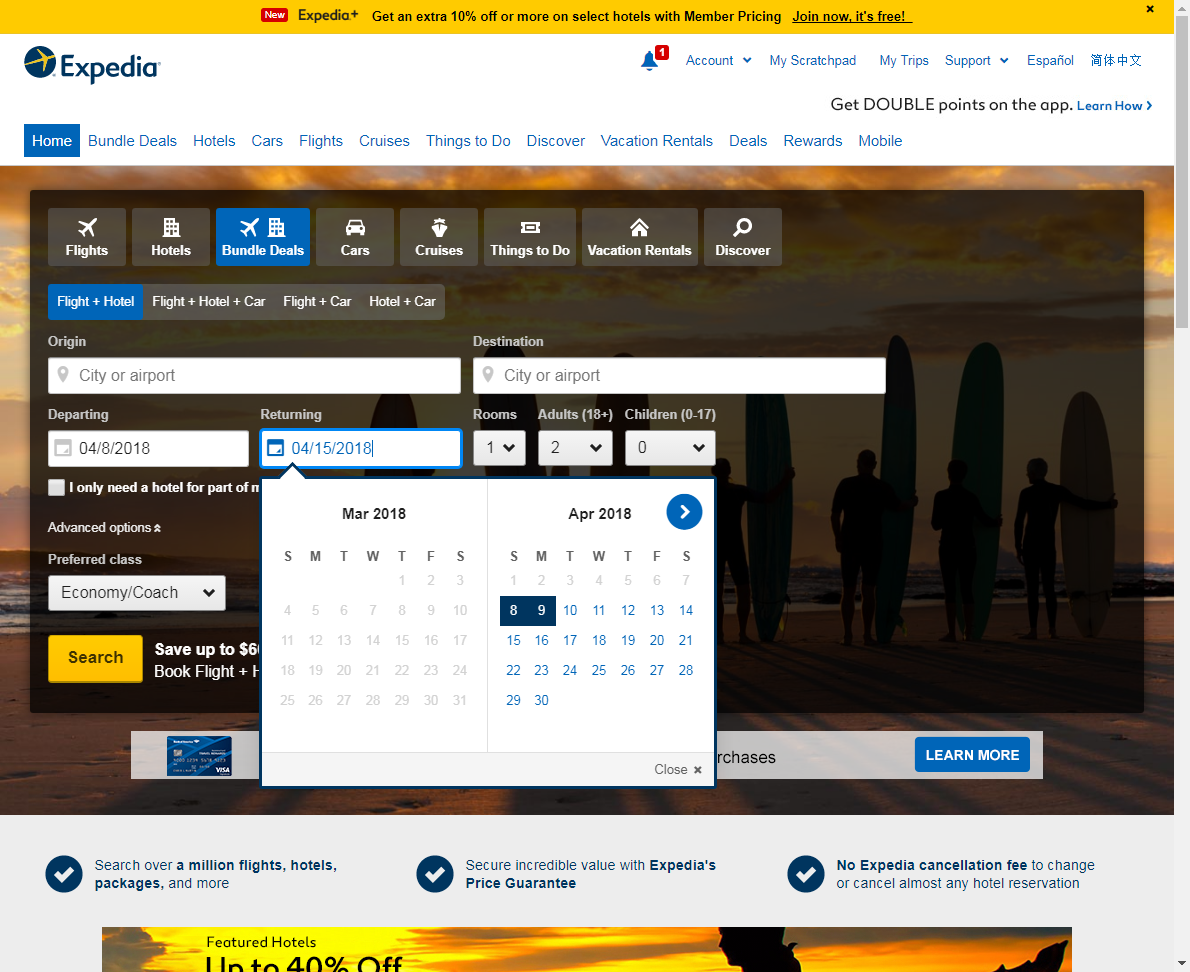 New Expedia+ Get an extra 10% off or more on select hotels with Member Pricing Join now, it's free!
Expedia
1 Account My Scratchpad My Trips Support Español 简体中文
Get DOUBLE points on the app. Learn How
Home Bundle Deals Hotels Cars Flights Cruises Things to Do Discover Vacation Rentals Deals Rewards Mobile
Flights Hotels Bundle Deals Cars Cruises Things to Do Vacation Rentals Discover
Flight + Hotel Flight + Hotel + Car Flight + Car Hotel + Car
Origin Destination
City or airport City or airport
Departing Returning Rooms Adults (18+) Children (0-17)
04/8/2018 04/15/2018 1 2 0
I only need a hotel for part of m
Advanced options
Preferred class
Economy/Coach
Search
Save up to $6
Book Flight + H
Mar 2018
S M T W T F S
1 2 3
4 5 6 7 8 9 10
11 12 13 14 15 16 17
18 19 20 21 22 23 24
25 26 27 28 29 30 31
Apr 2018
S M T W T F S
1 2 3 4 5 6 7
8 9 10 11 12 13 14
15 16 17 18 19 20 21
22 23 24 25 26 27 28
29 30
Close
VISA
rchases
LEARN MORE
Search over a million flights, hotels,
packages, and more
Secure incredible value with Expedia's
Price Guarantee
No Expedia cancellation fee to change
or cancel almost any hotel reservation
Featured Hotels
Up to 40% Off